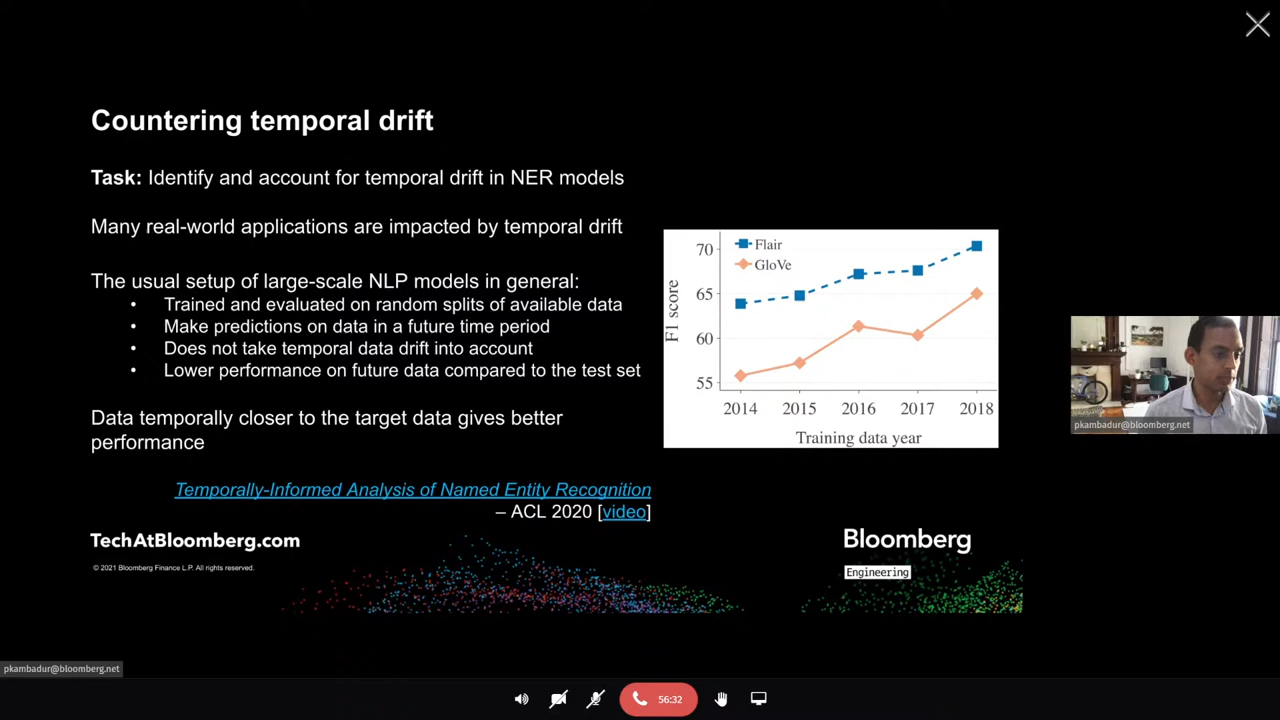 Countering temporal drift
Task: Identify and account for temporal drift in NER models
Many real-world applications are impacted by temporal drift
The usual setup of large-scale NLP models in general:
• Trained and evaluated on random splits of available data
• Make predictions on data in a future time period
• Does not take temporal data drift into account
• Lower performance on future data compared to the test set
Data temporally closer to the target data gives better
performance
Temporally-Informed Analysis of Named Entity Recognition
– ACL 2020 [video]
Flair
GloVe
F1 score
70
65
60
55
2014 2015 2016 2017 2018
Training data year
pkambadur@bloomberg.net
TechAtBloomberg.com
© 2021 Bloomberg Finance L.P. All rights reserved.
Bloomberg
Engineering
pkambadur@bloomberg.net
56:32